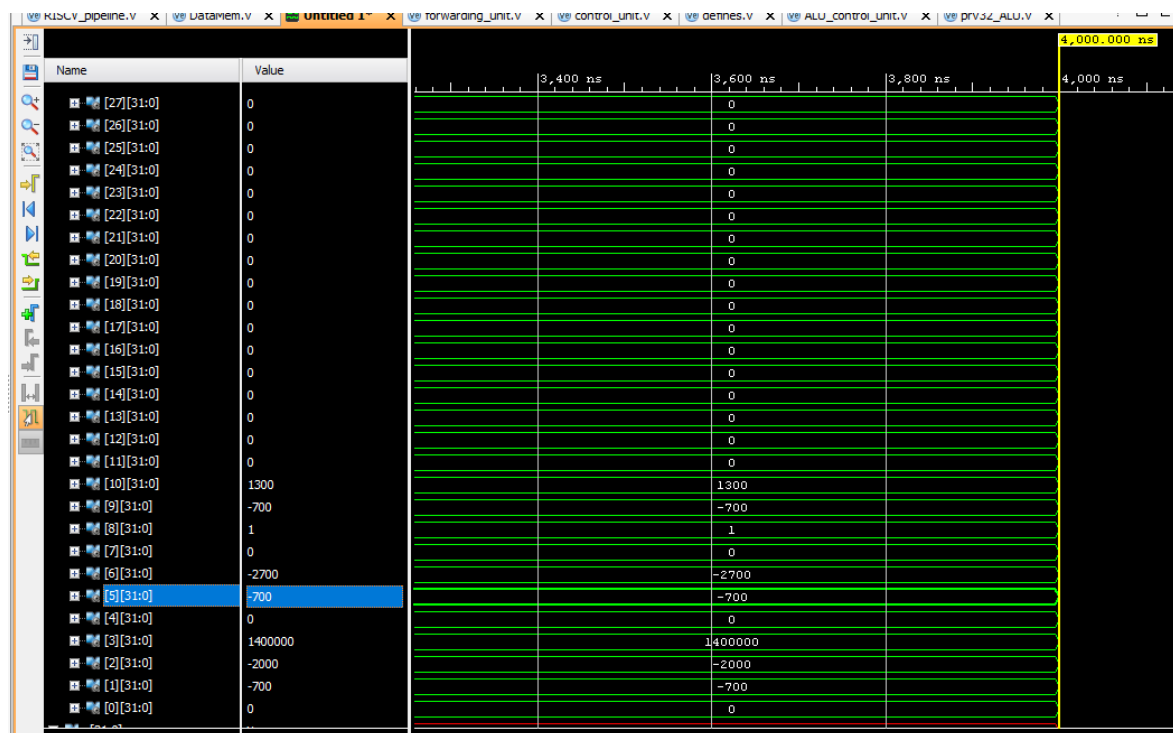 RISCV_pipeline.v X DataMem.v X Untitled 1* X forwarding_unit.v X control_unit.v X defines.v X ALU_control_unit.v X prv32_ALU.v X
4,000.000 ns
Name Value
3,400 ns 3,600 ns 3,800 ns 4,000 ns
[27][31:0] 0 0
[26][31:0] 0 0
[25][31:0] 0 0
[24][31:0] 0 0
[23][31:0] 0 0
[22][31:0] 0 0
[21][31:0] 0 0
[20][31:0] 0 0
[19][31:0] 0 0
[18][31:0] 0 0
[17][31:0] 0 0
[16][31:0] 0 0
[15][31:0] 0 0
[14][31:0] 0 0
[13][31:0] 0 0
[12][31:0] 0 0
[11][31:0] 0 0
[10][31:0] 1300 1300
[9][31:0] -700 -700
[8][31:0] 1 1
[7][31:0] 0 0
[6][31:0] -2700 -2700
[5][31:0] -700 -700
[4][31:0] 0 0
[3][31:0] 1400000 1400000
[2][31:0] -2000 -2000
[1][31:0] -700 -700
[0][31:0] 0 0